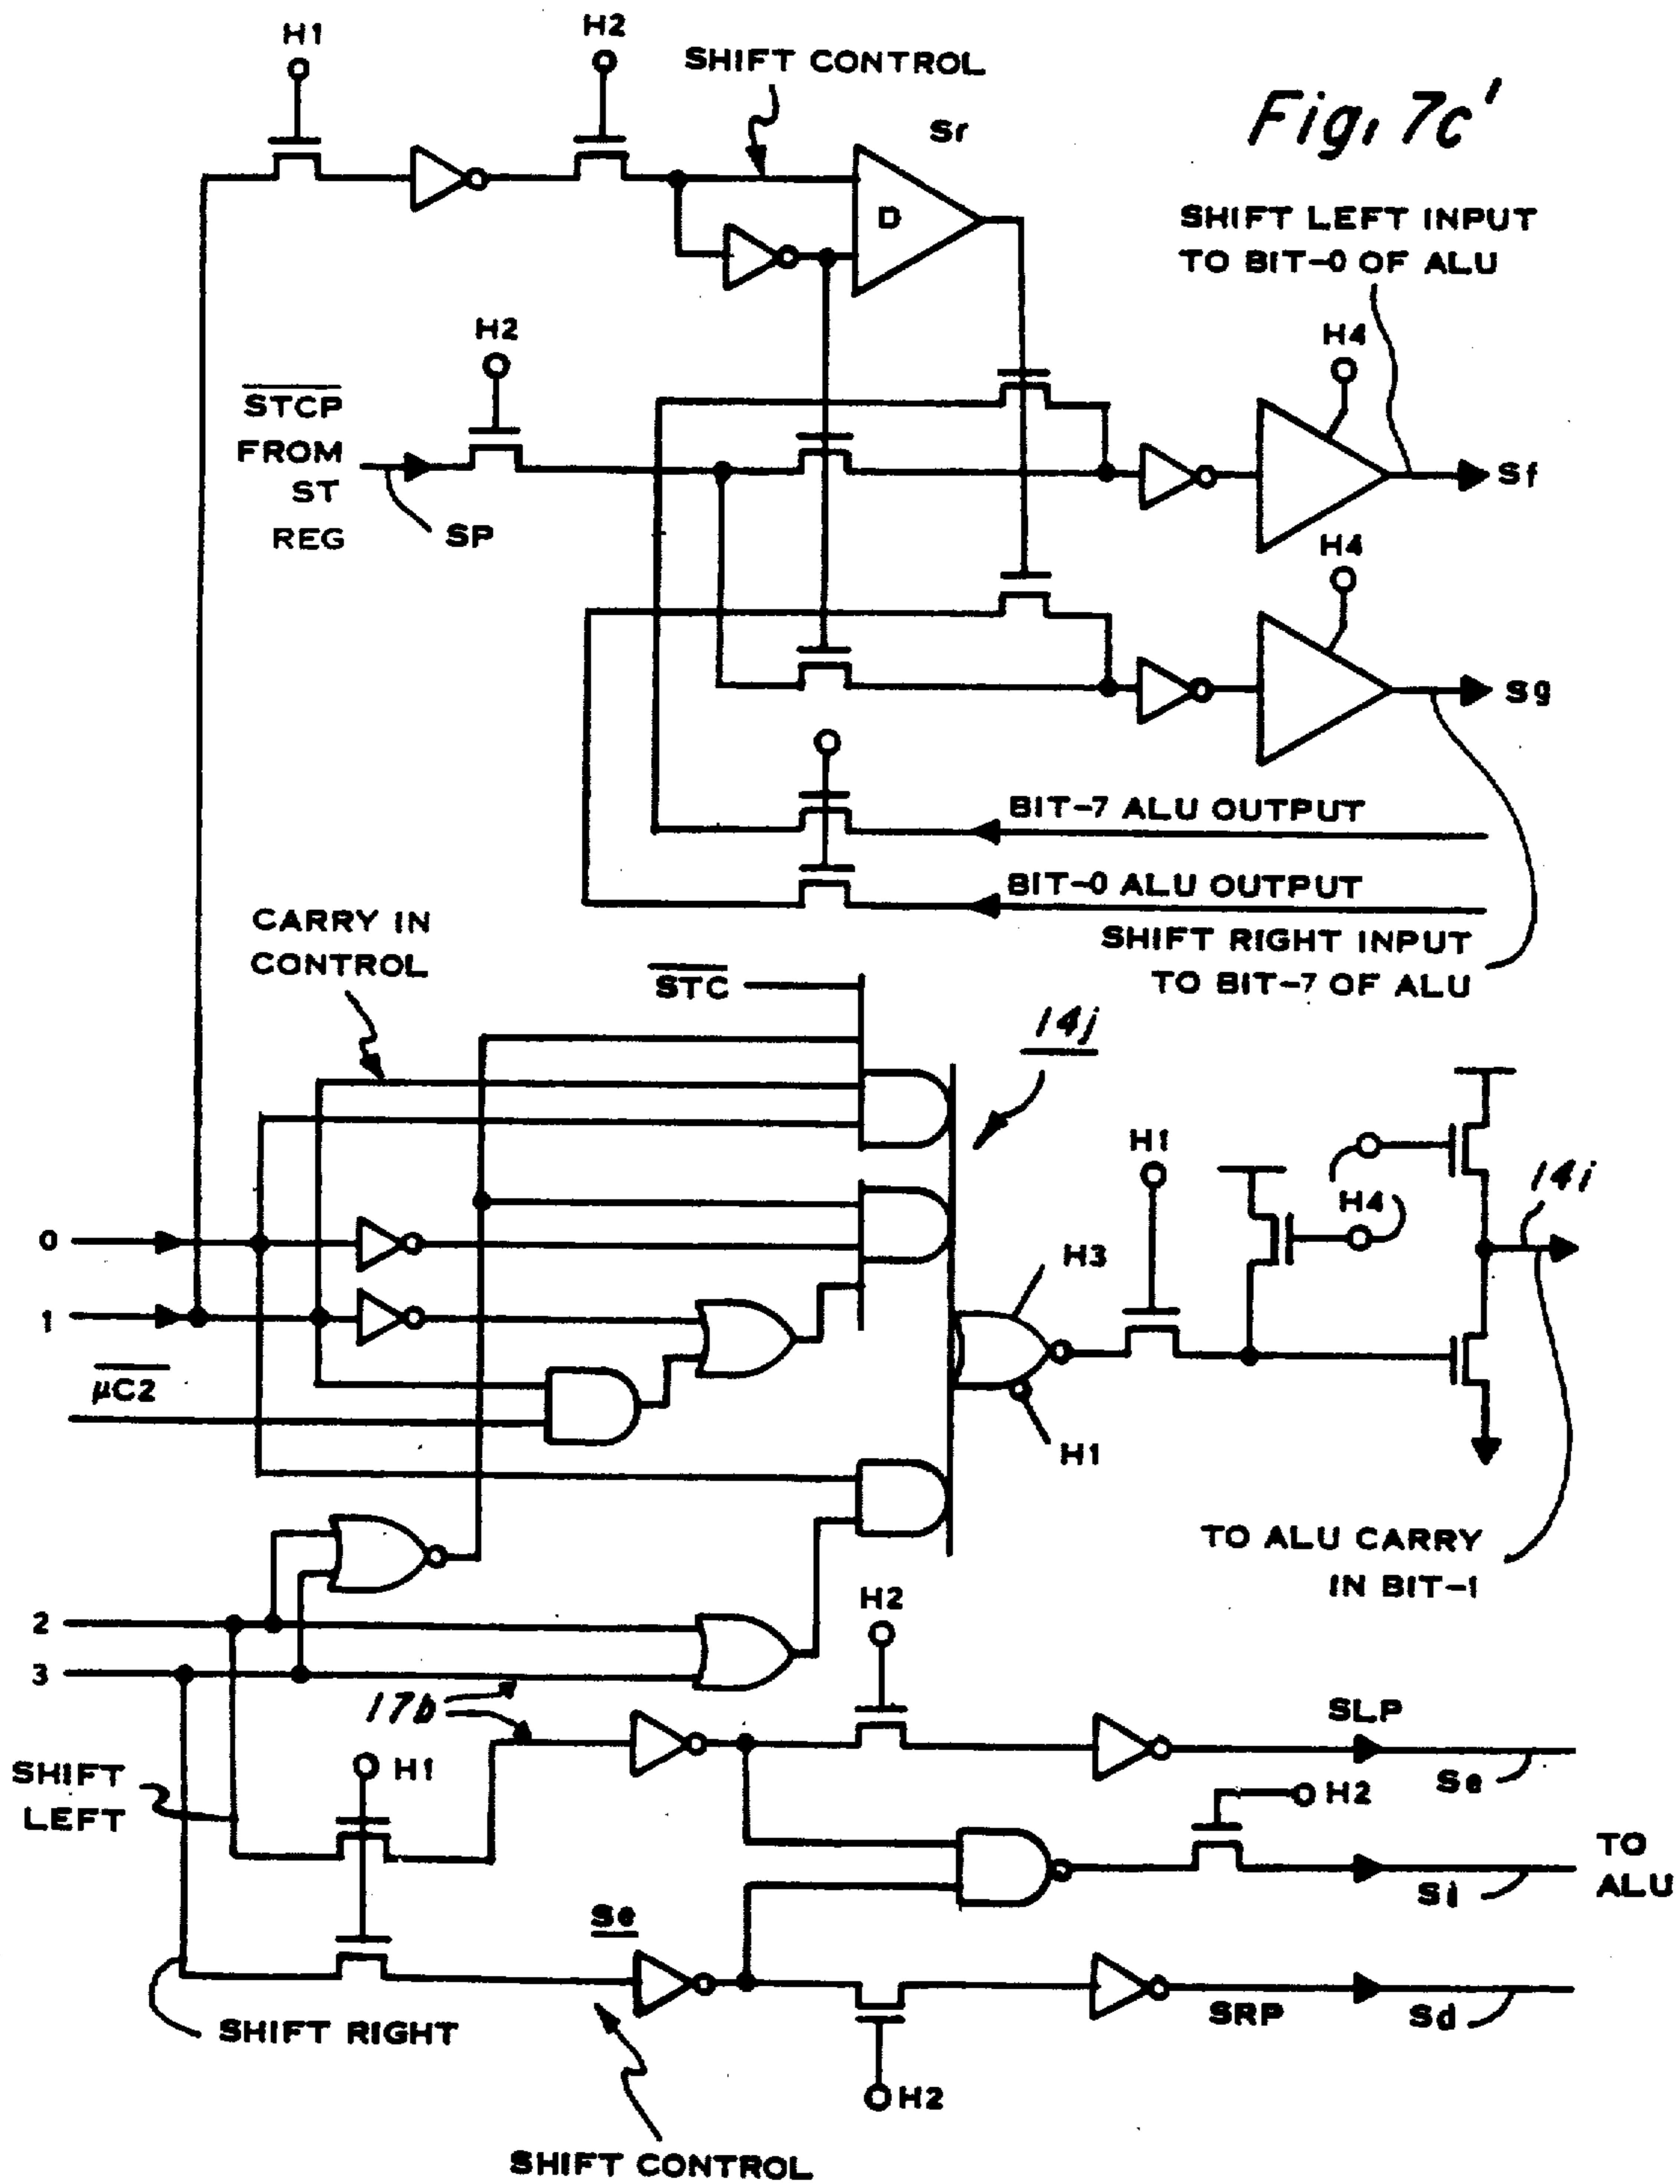 H1
H2
SHIFT CONTROL
Sr
Fig. 7c'
D
SHIFT LEFT INPUT
TO BIT-0 OF ALU
H2
H4
STCP
FROM
ST
REG
SP
Sf
H4
Sg
BIT-7 ALU OUTPUT
BIT-0 ALU OUTPUT
CARRY IN
CONTROL
SHIFT RIGHT INPUT
TO BIT-7 OF ALU
STC
14j
H1
H4
14i
0
H3
1
μC2
H1
TO ALU CARRY
IN BIT-1
H2
2
3
17b
SLP
SHIFT
LEFT
H1
Se
H2
TO
ALU
Si
Se
SHIFT RIGHT
SRP
Sd
H2
SHIFT CONTROL